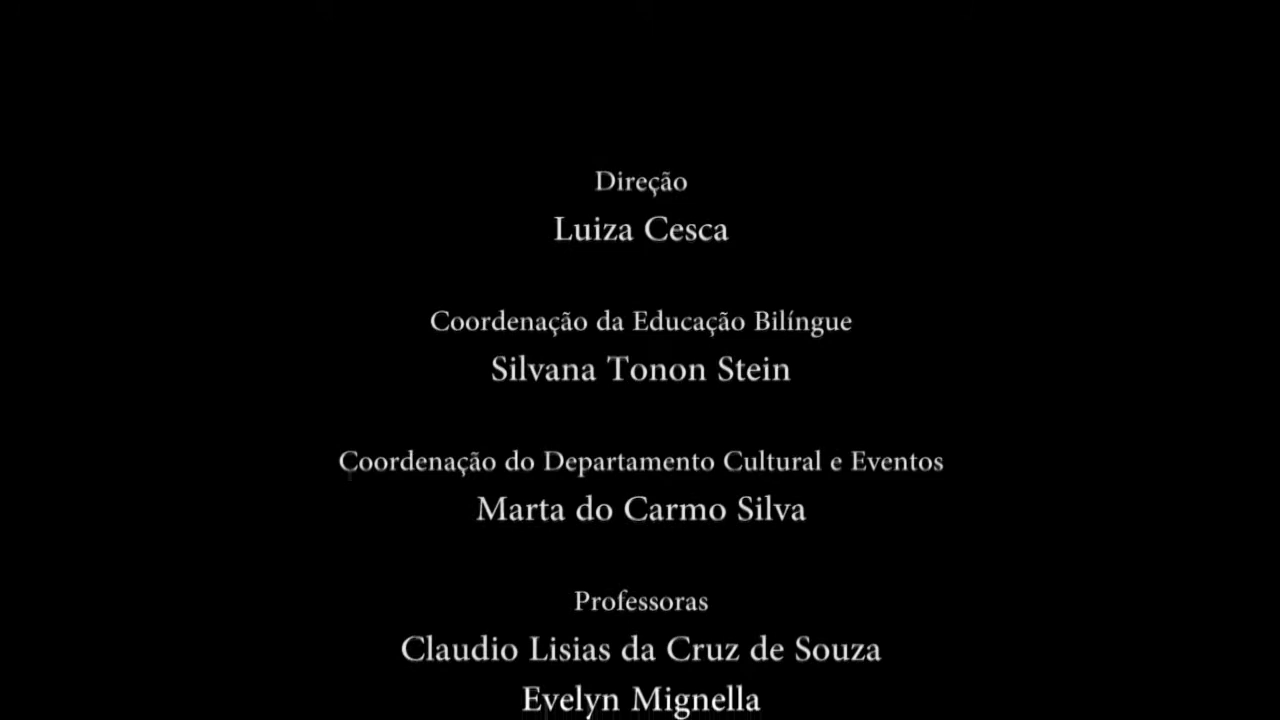 Direção
Luiza Cesca
Coordenação da Educação Bilíngue
Silvana Tonon Stein
Coordenação do Departamento Cultural e Eventos
Marta do Carmo Silva
Professoras
Claudio Lisias da Cruz de Souza
Evelyn Mignella